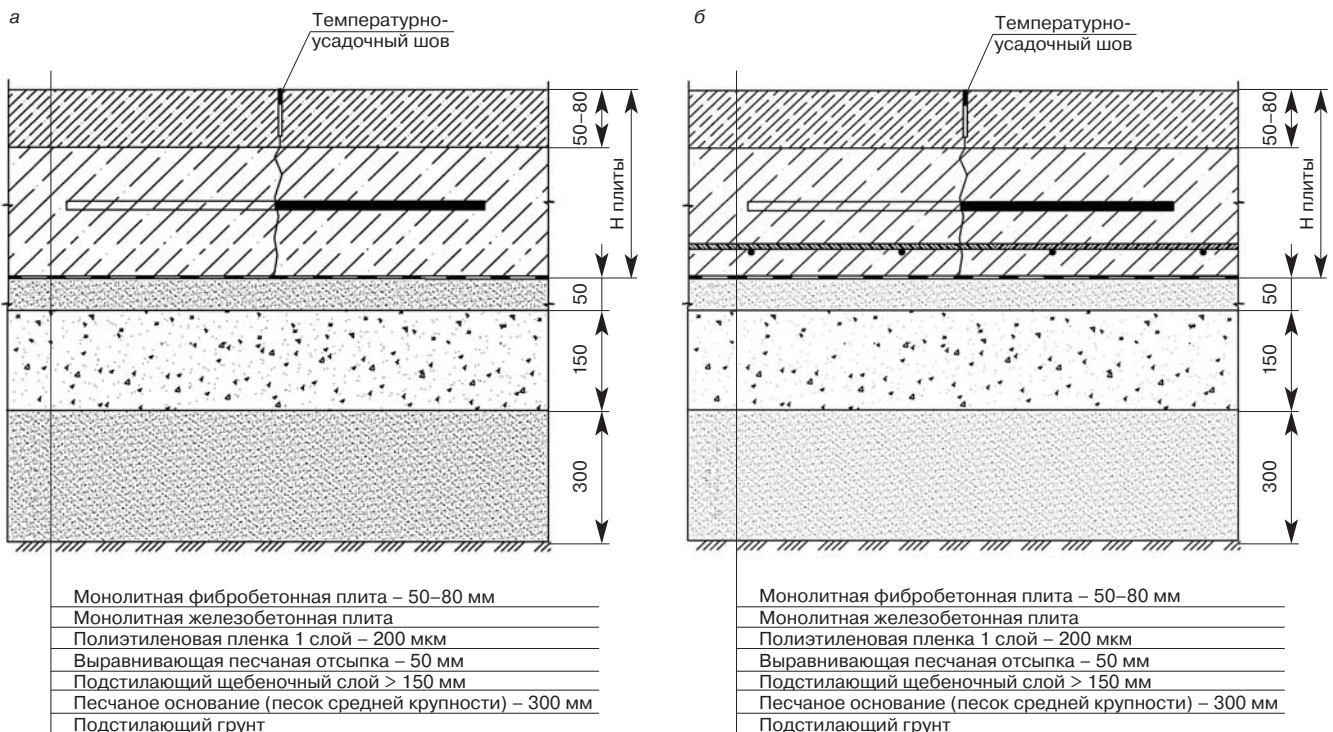 а
Температурно-
усадочный шов
50–80
Н плиты
50
150
300
Монолитная фибробетонная плита – 50–80 мм
Монолитная железобетонная плита
Полиэтиленовая пленка 1 слой – 200 мкм
Выравнивающая песчаная отсыпка – 50 мм
Подстилающий щебеночный слой > 150 мм
Песчаное основание (песок средней крупности) – 300 мм
Подстилающий грунт
б
Температурно-
усадочный шов
50–80
Н плиты
50
150
300
Монолитная фибробетонная плита – 50–80 мм
Монолитная железобетонная плита
Полиэтиленовая пленка 1 слой – 200 мкм
Выравнивающая песчаная отсыпка – 50 мм
Подстилающий щебеночный слой > 150 мм
Песчаное основание (песок средней крупности) – 300 мм
Подстилающий грунт